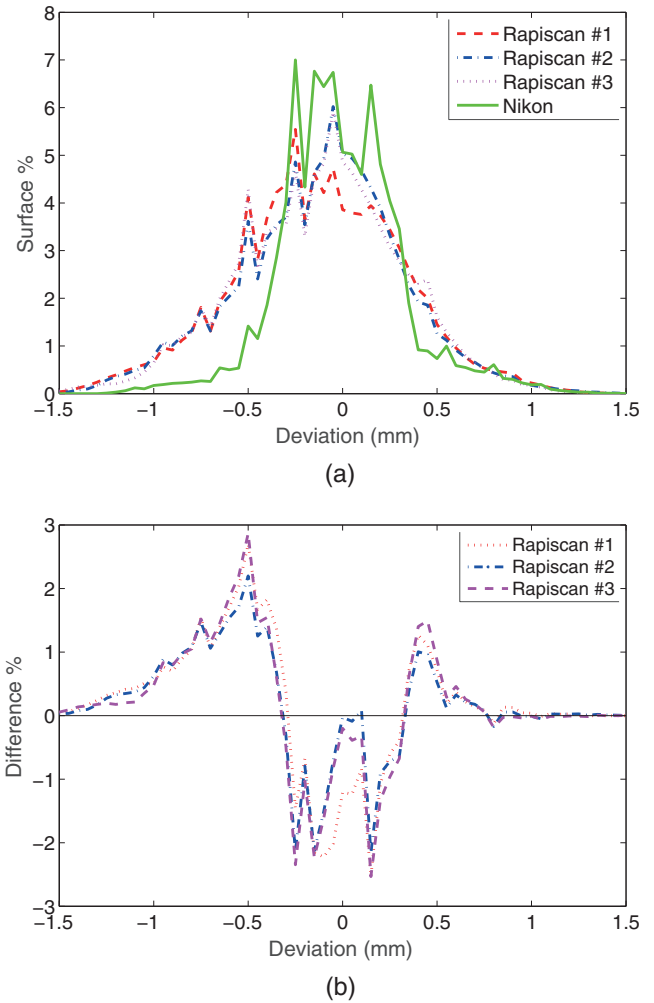 8
7
6
5
4
3
2
1
0
Surface %
Rapiscan #1
Rapiscan #2
Rapiscan #3
Nikon
−1.5 −1 −0.5 0 0.5 1 1.5
Deviation (mm)
(a)
3
2
1
0
−1
−2
−3
Difference %
Rapiscan #1
Rapiscan #2
Rapiscan #3
-1.5 -1 -0.5 0 0.5 1 1.5
Deviation (mm)
(b)